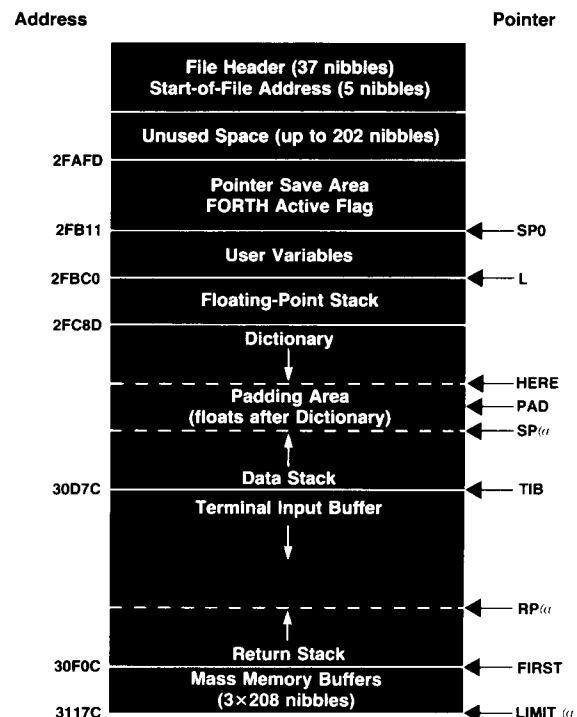 Address
Pointer
File Header (37 nibbles)
Start-of-File Address (5 nibbles)
Unused Space (up to 202 nibbles)
2FAFD
Pointer Save Area
FORTH Active Flag
2FB11
SP0
User Variables
2FBC0
L
Floating-Point Stack
2FC8D
Dictionary
HERE
Padding Area
(floats after Dictionary)
PAD
SP@
Data Stack
30D7C
TIB
Terminal Input Buffer
RP@
Return Stack
30F0C
FIRST
Mass Memory Buffers
(3×208 nibbles)
3117C
LIMIT @